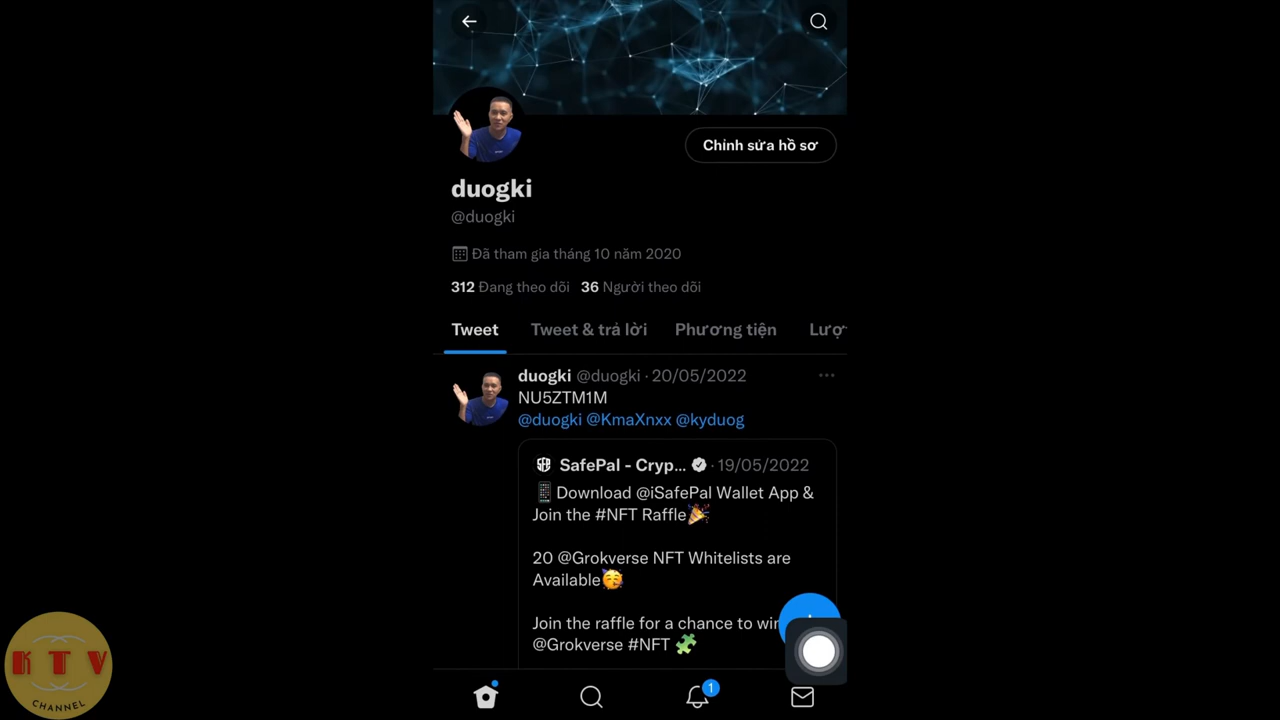 Chỉnh sửa hồ sơ
duogki
@duogki
Đã tham gia tháng 10 năm 2020
312 Đang theo dõi 36 Người theo dõi
Tweet Tweet & trả lời Phương tiện Lượ
duogki @duogki · 20/05/2022
NU5ZTM1M
@duogki @KmaXnxx @kyduog
SafePal - Cryp... · 19/05/2022
Download @iSafePal Wallet App &
Join the #NFT Raffle🎉
20 @Grokverse NFT Whitelists are
Available🥳
Join the raffle for a chance to win
@Grokverse #NFT 🧩
1
KTV
CHANNEL